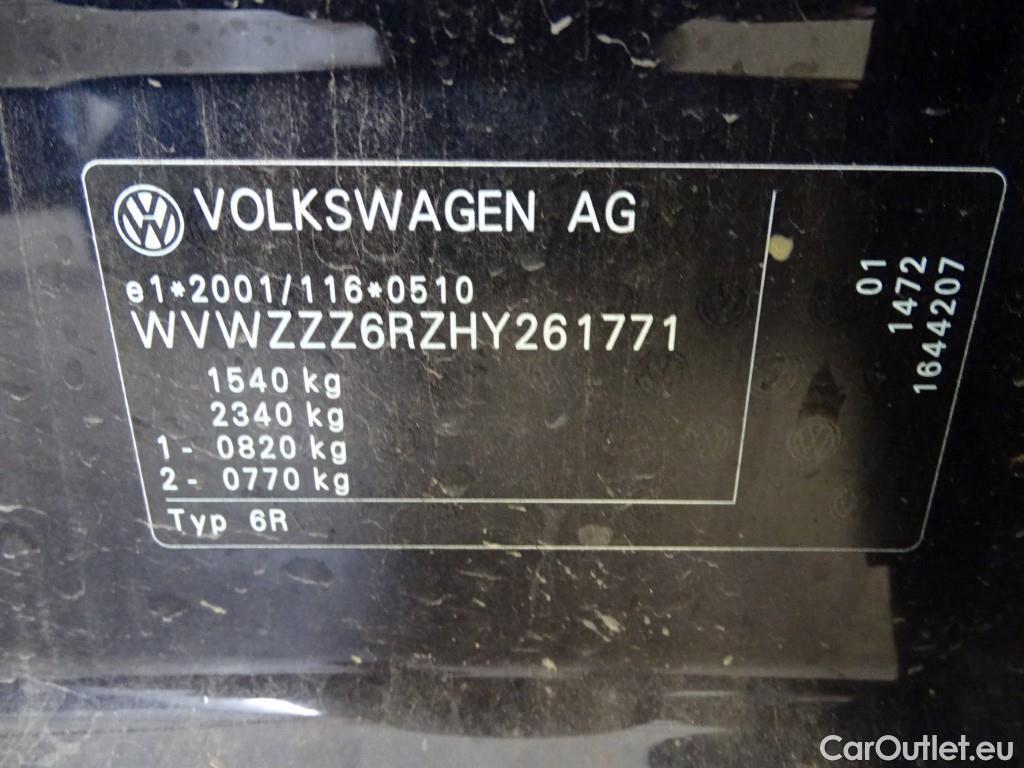 VOLKSWAGEN AG
e1*2001/116*0510
WVWZZZ6RZHY261771
1540 kg
2340 kg
1- 0820 kg
2- 0770 kg
Typ 6R
01
1472
1644207
CarOutlet.eu